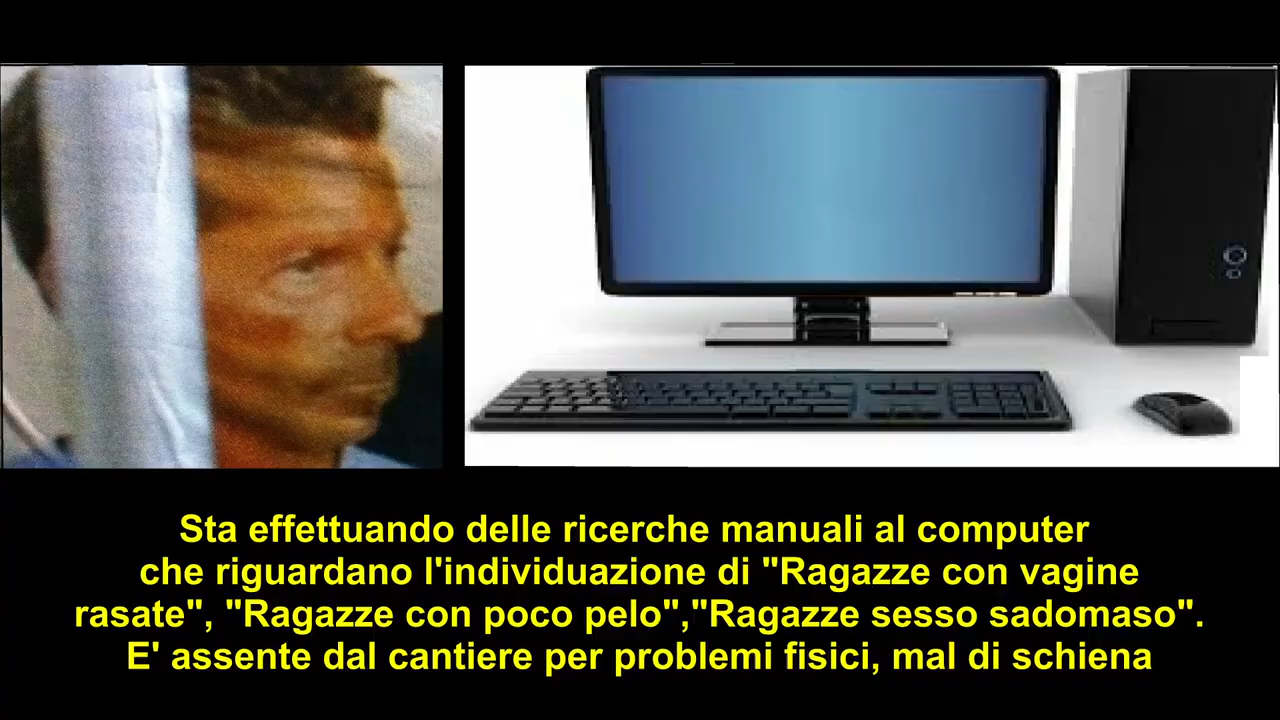 Sta effettuando delle ricerche manuali al computer
che riguardano l'individuazione di "Ragazze con vagine
rasate", "Ragazze con poco pelo","Ragazze sesso sadomaso".
E' assente dal cantiere per problemi fisici, mal di schiena